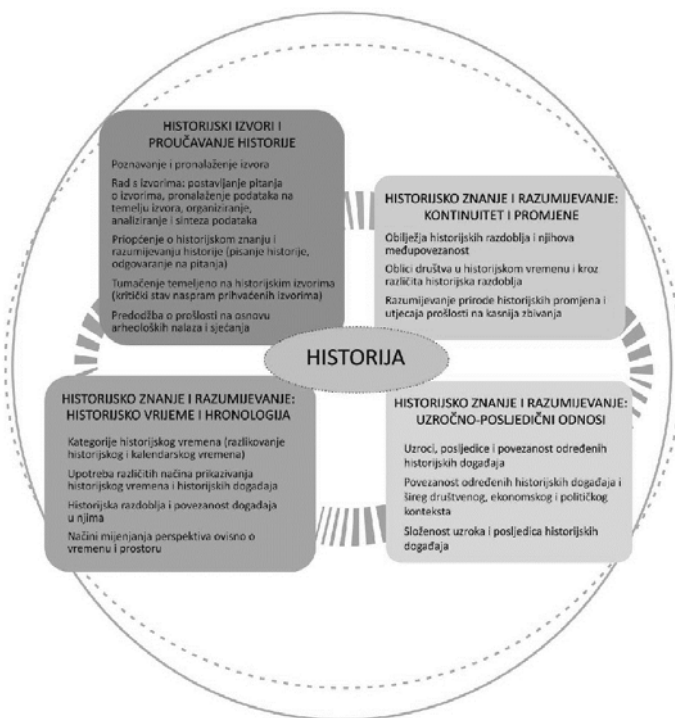 HISTORIJSKI IZVORI I
PROUČAVANJE HISTORIJE
Poznavanje i pronalaženje izvora
Rad s izvorima: postavljanje pitanja
o izvorima, pronalaženje podataka na
temelju izvora, organiziranje,
analiziranje i sinteza podataka
Priopćenje o historijskom znanju i
razumijevanju historije (pisanje historije,
odgovaranje na pitanja)
Tumačenje temeljeno na historijskim izvorima
(kritički stav naspram prihvaćenih izvorima)
Predodžba o prošlosti na osnovu
arheoloških nalaza i sjećanja
HISTORIJSKO ZNANJE I RAZUMIJEVANJE:
KONTINUITET I PROMJENE
Obilježja historijskih razdoblja i njihova
međupovezanost
Oblici društva u historijskom vremenu i kroz
različita historijska razdoblja
Razumijevanje prirode historijskih promjena i
utjecaja prošlosti na kasnija zbivanja
HISTORIJA
HISTORIJSKO ZNANJE I RAZUMIJEVANJE:
HISTORIJSKO VRIJEME I HRONOLOGIJA
Kategorije historijskog vremena (razlikovanje
historijskog i kalendarskog vremena)
Upotreba različitih načina prikazivanja
historijskog vremena i historijskih događaja
Historijska razdoblja i povezanost događaja
u njima
Načini mijenjanja perspektiva ovisno o
vremenu i prostoru
HISTORIJSKO ZNANJE I RAZUMIJEVANJE:
UZROČNO-POSLJEDIČNI ODNOSI
Uzroci, posljedice i povezanost određenih
historijskih događaja
Povezanost određenih historijskih događaja i
šireg društvenog, ekonomskog i političkog
konteksta
Složenost uzroka i posljedica historijskih
događaja